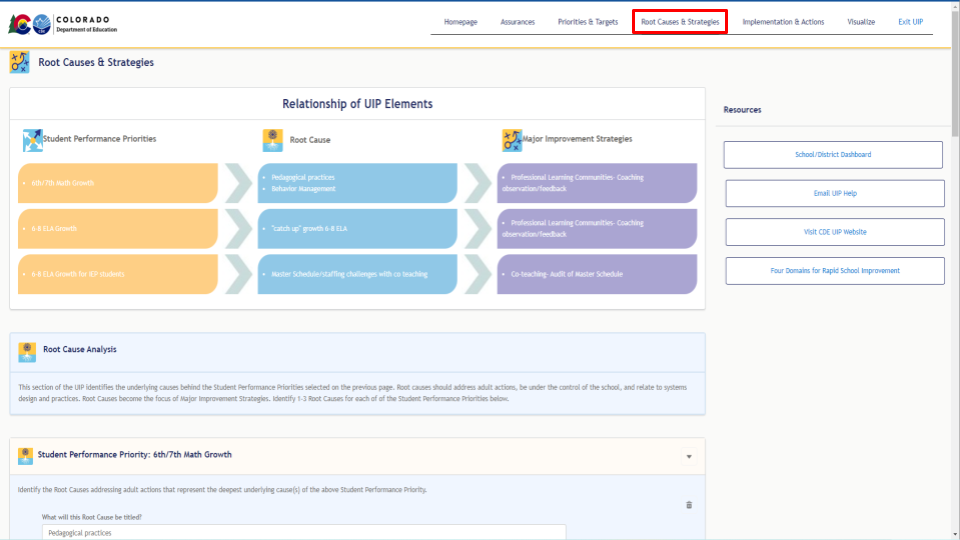 COLORADO
Department of Education
Homepage
Assurances
Priorities & Targets
Root Causes & Strategies
Implementation & Actions
Visualize
Exit UIP
Root Causes & Strategies
Relationship of UIP Elements
Student Performance Priorities
Root Cause
Major Improvement Strategies
6th/7th Math Growth
Pedagogical practices
Behavior Management
Professional Learning Communities- Coaching
observation/feedback
6-8 ELA Growth
"catch up" growth 6-8 ELA
Professional Learning Communities- Coaching
observation/feedback
6-8 ELA Growth for IEP students
Master Schedule/staffing challenges with co teaching
Co-teaching- Audit of Master Schedule
Resources
School/District Dashboard
Email UIP Help
Visit CDE UIP Website
Four Domains for Rapid School Improvement
Root Cause Analysis
This section of the UIP identifies the underlying causes behind the Student Performance Priorities selected on the previous page. Root causes should address adult actions, be under the control of the school, and relate to systems
design and practices. Root Causes become the focus of Major Improvement Strategies. Identify 1-3 Root Causes for each of of the Student Performance Priorities below.
Student Performance Priority: 6th/7th Math Growth
Identify the Root Causes addressing adult actions that represent the deepest underlying cause(s) of the above Student Performance Priority.
What will this Root Cause be titled?
Pedagogical practices